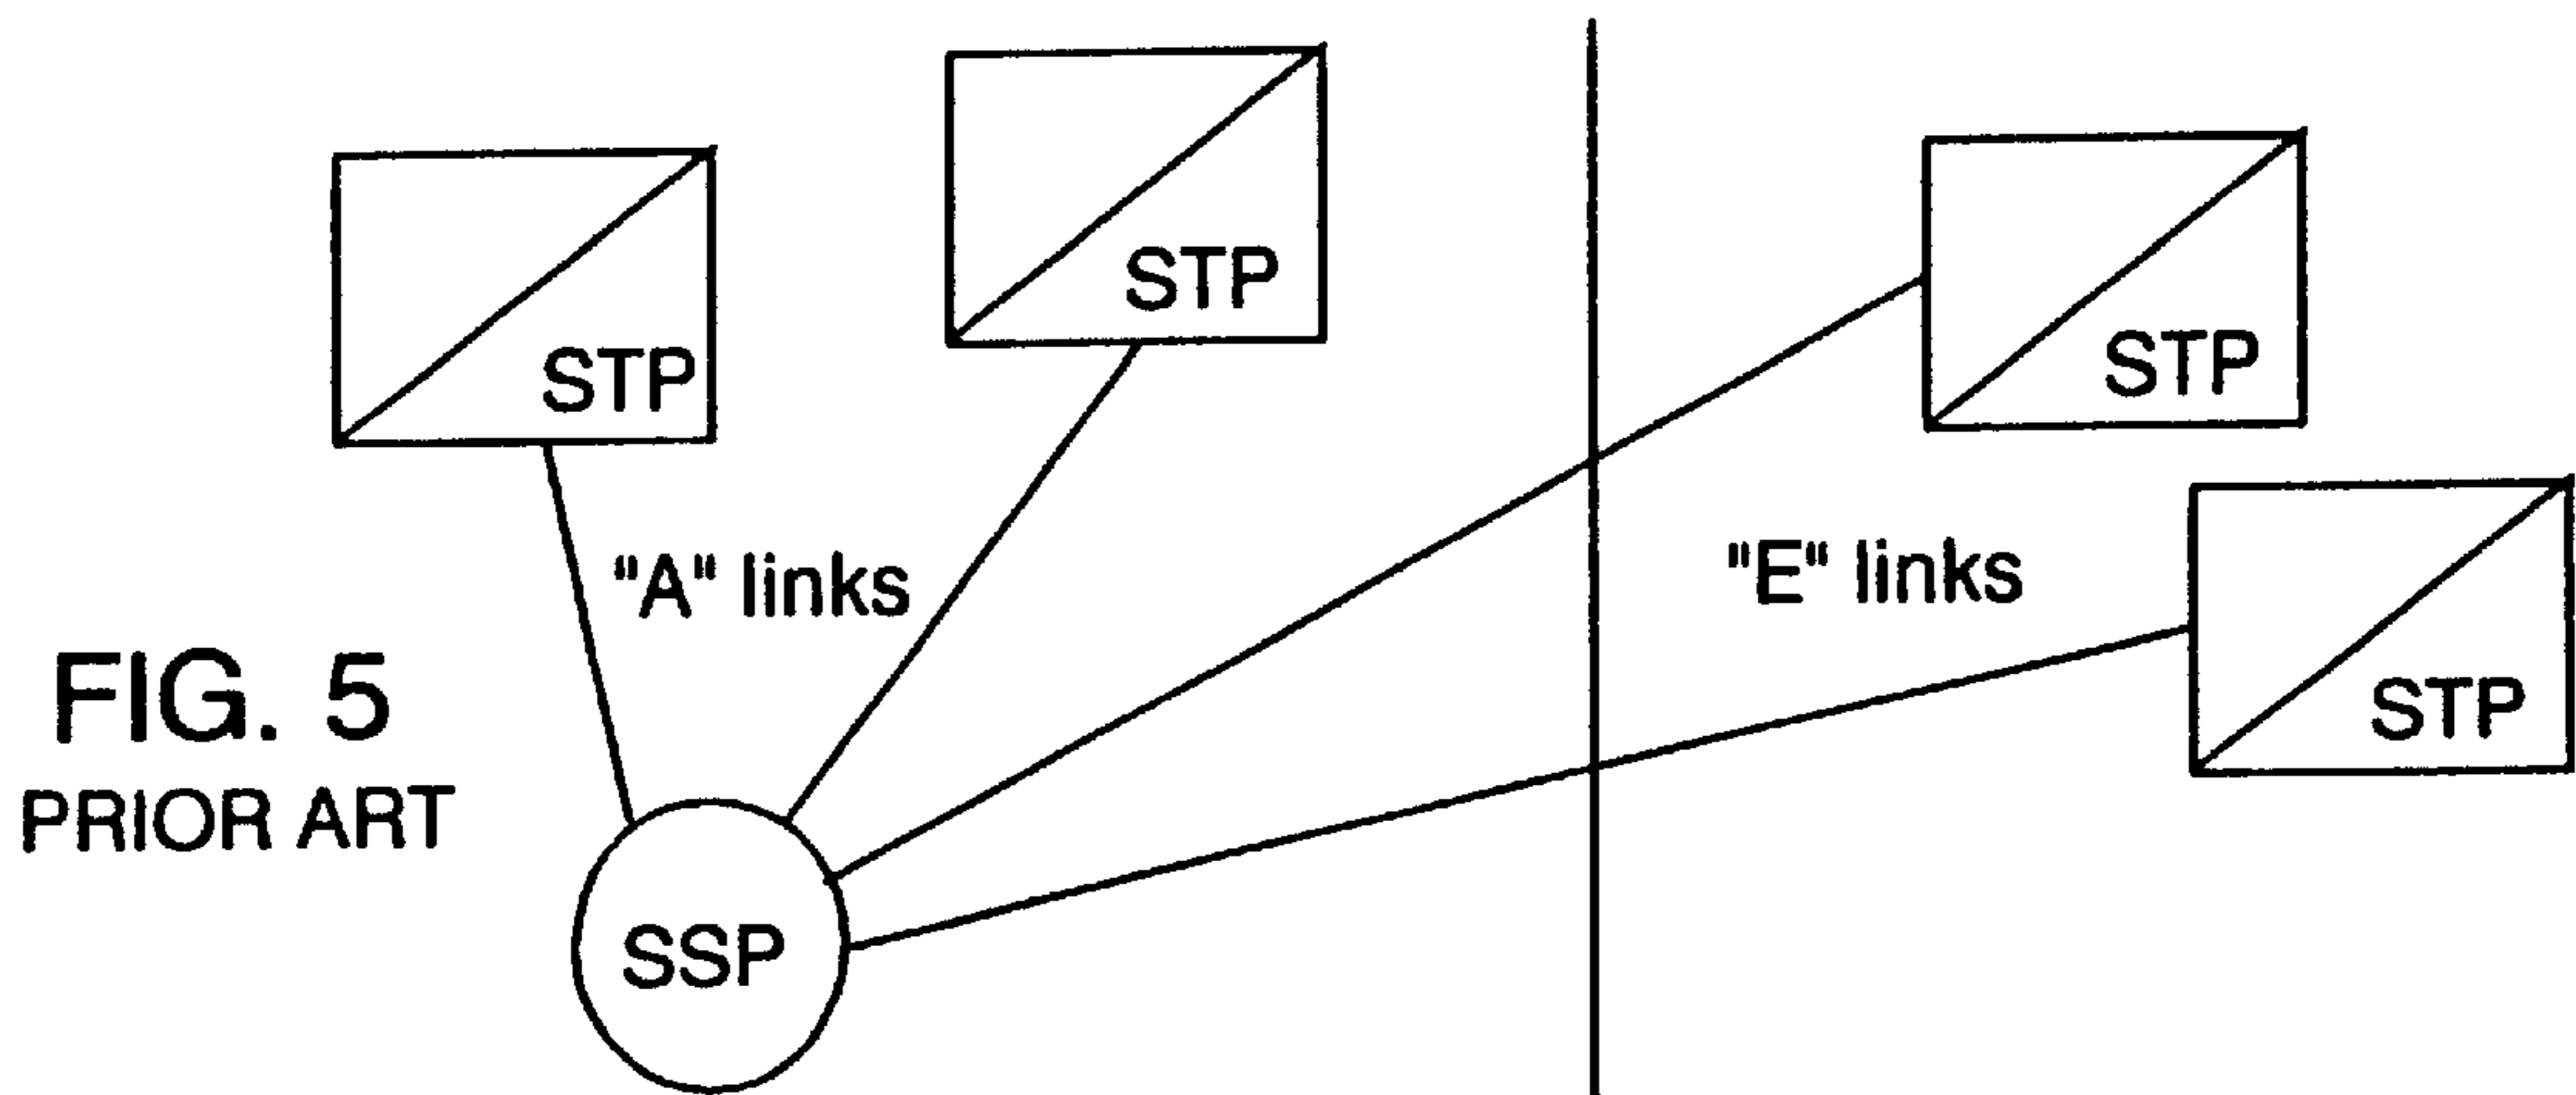 STP
STP
STP
STP
"A" links
"E" links
FIG. 5
PRIOR ART
SSP